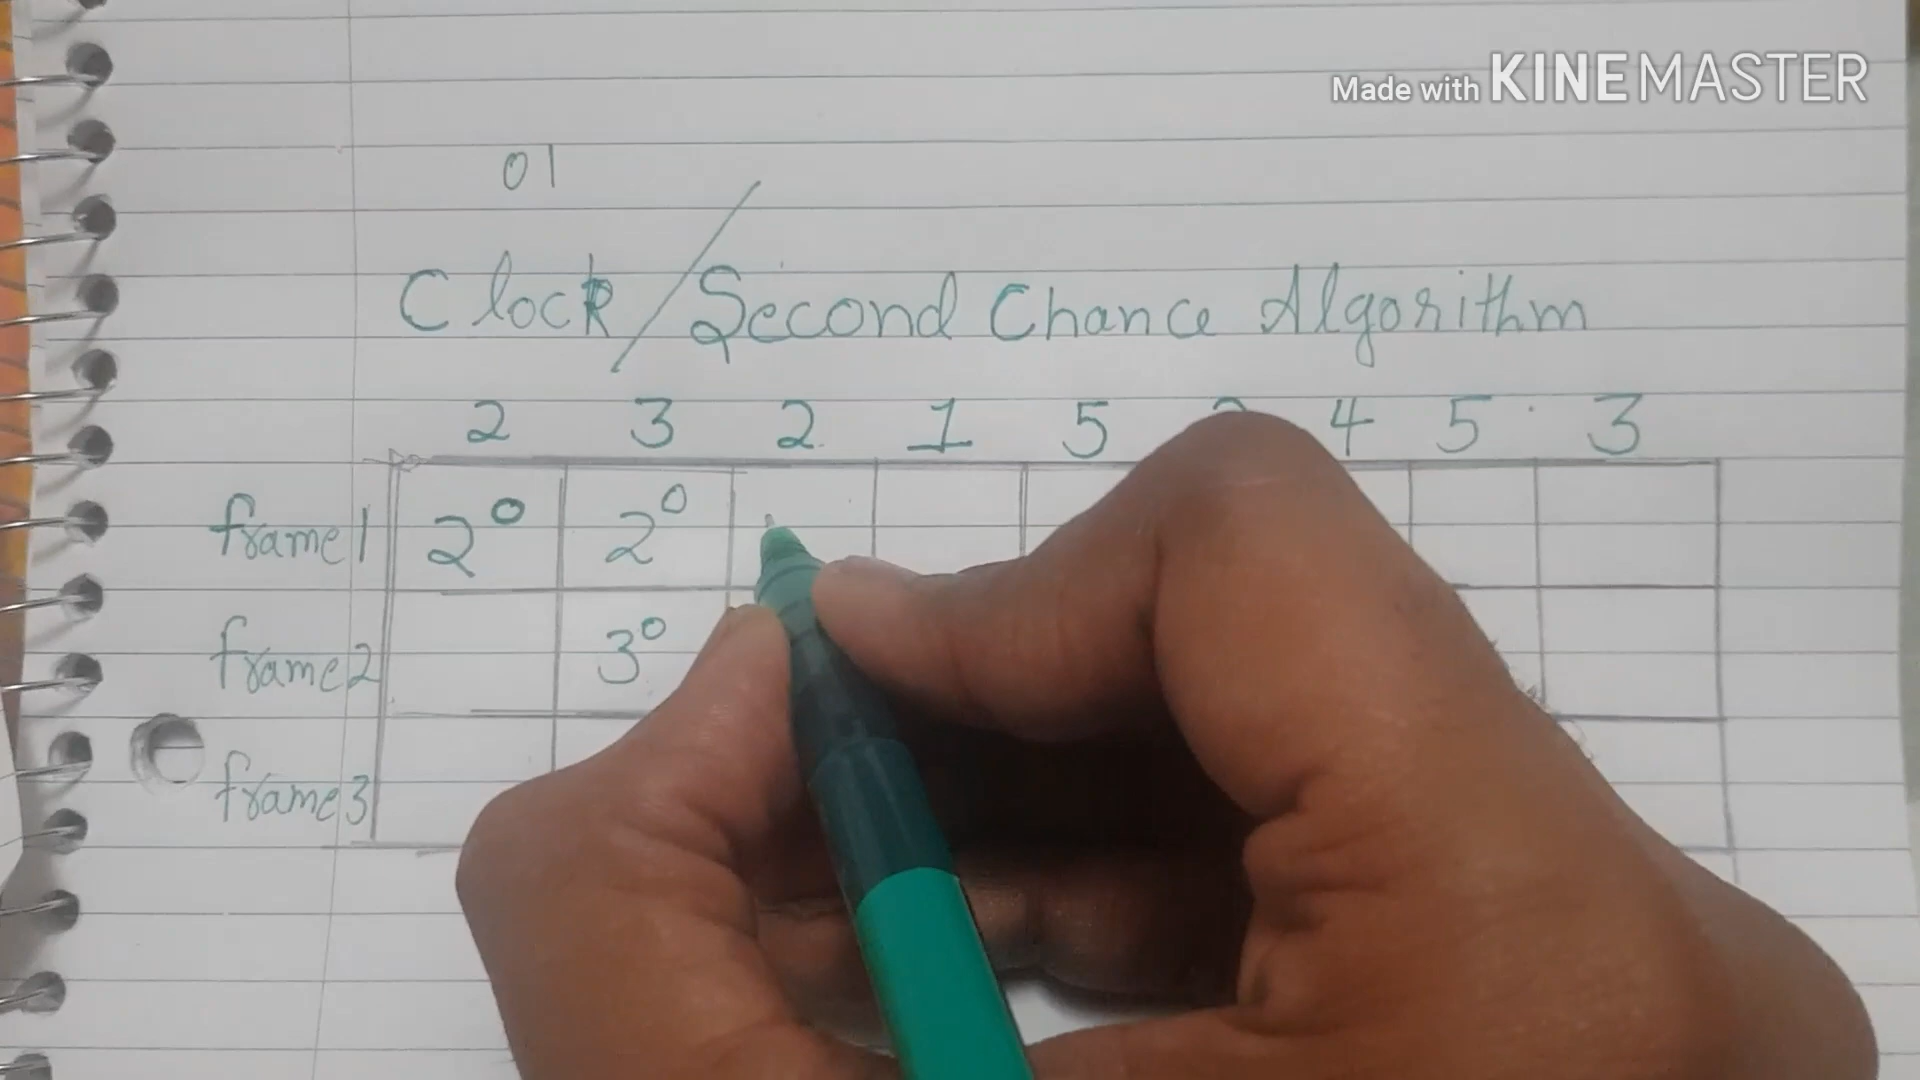 Made with KINEMASTER
01
Clock/Second Chance Algorithm
2 3 2 1 5 4 5 3
frame1 2⁰ 2⁰
frame2 3⁰
frame3